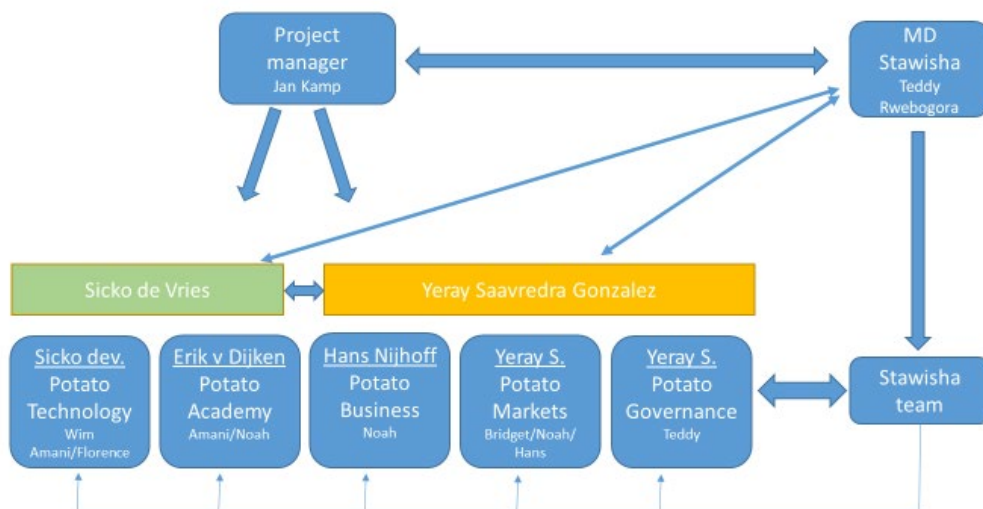 Project
manager
Jan Kamp
MD
Stawisha
Teddy
Rwebogora
Sicko de Vries
Yeray Saavredra Gonzalez
Sicko dev.
Potato
Technology
Wim
Amani/Florence
Erik v Dijken
Potato
Academy
Amani/Noah
Hans Nijhoff
Potato
Business
Noah
Yeray S.
Potato
Markets
Bridget/Noah/
Hans
Yeray S.
Potato
Governance
Teddy
Stawisha
team